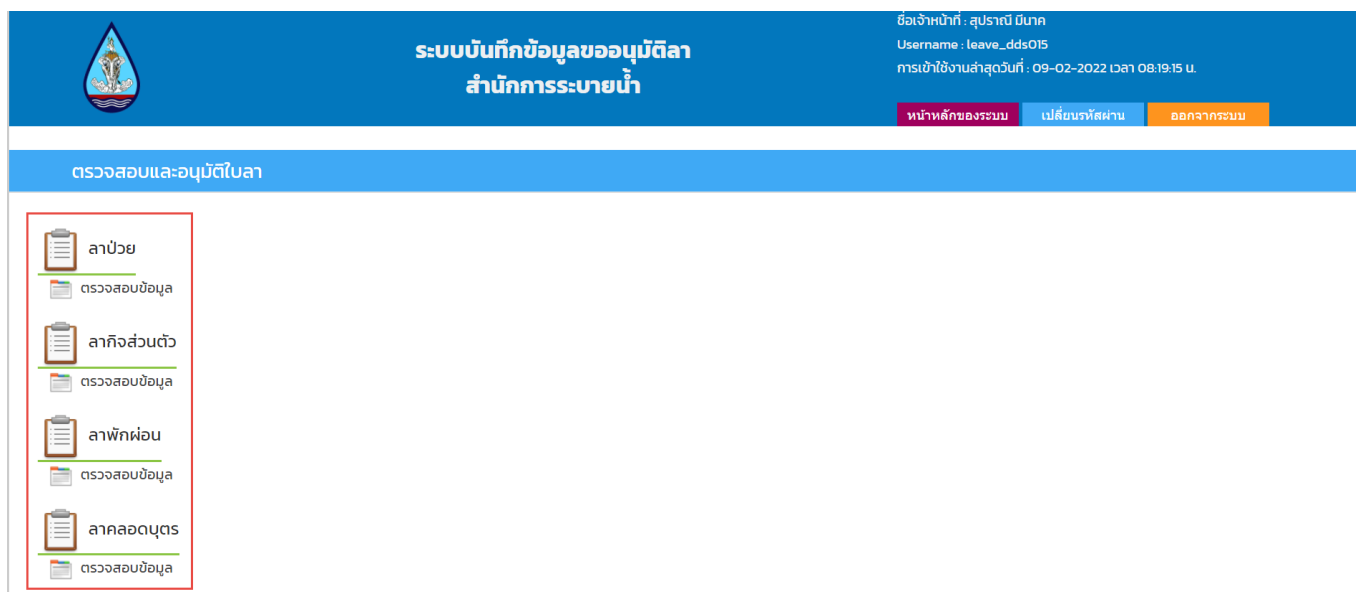 ชื่อเจ้าหน้าที่ : สุปราณี มีนาค
ระบบบันทึกข้อมูลขออนุมัติลา
Username : leave_dds015
สำนักการระบายน้ำ
การเข้าใช้งานล่าสุดวันที่ : 09-02-2022 เวลา 08:19:15 น.
หน้าหลักของระบบ เปลี่ยนรหัสผ่าน ออกจากระบบ
ตรวจสอบและอนุมัติใบลา
ลาป่วย
ตรวจสอบข้อมูล
ลากิจส่วนตัว
ตรวจสอบข้อมูล
ลาพักผ่อน
ตรวจสอบข้อมูล
ลาคลอดบุตร
ตรวจสอบข้อมูล